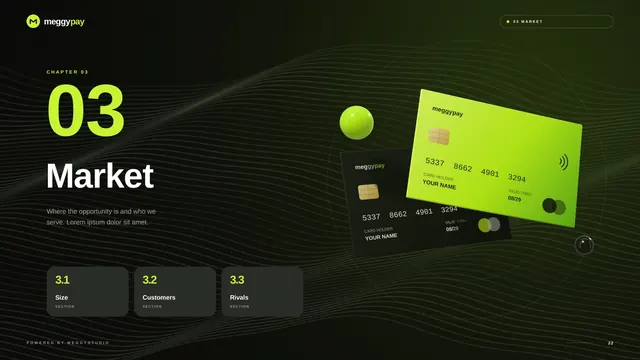 meggypay
03 MARKET
CHAPTER 03
03
Market
Where the opportunity is and who we
serve. Lorem ipsum dolor sit amet.
3.1
Size
SECTION
3.2
Customers
SECTION
3.3
Rivals
SECTION
meggypay
5337 8662 4901 3294
CARD HOLDER
YOUR NAME
VALID THRU
08/29
meggypay
5337 8662 4901 3294
CARD HOLDER
YOUR NAME
VALID
08/29
POWERED BY MEGGYSTUDIO
22